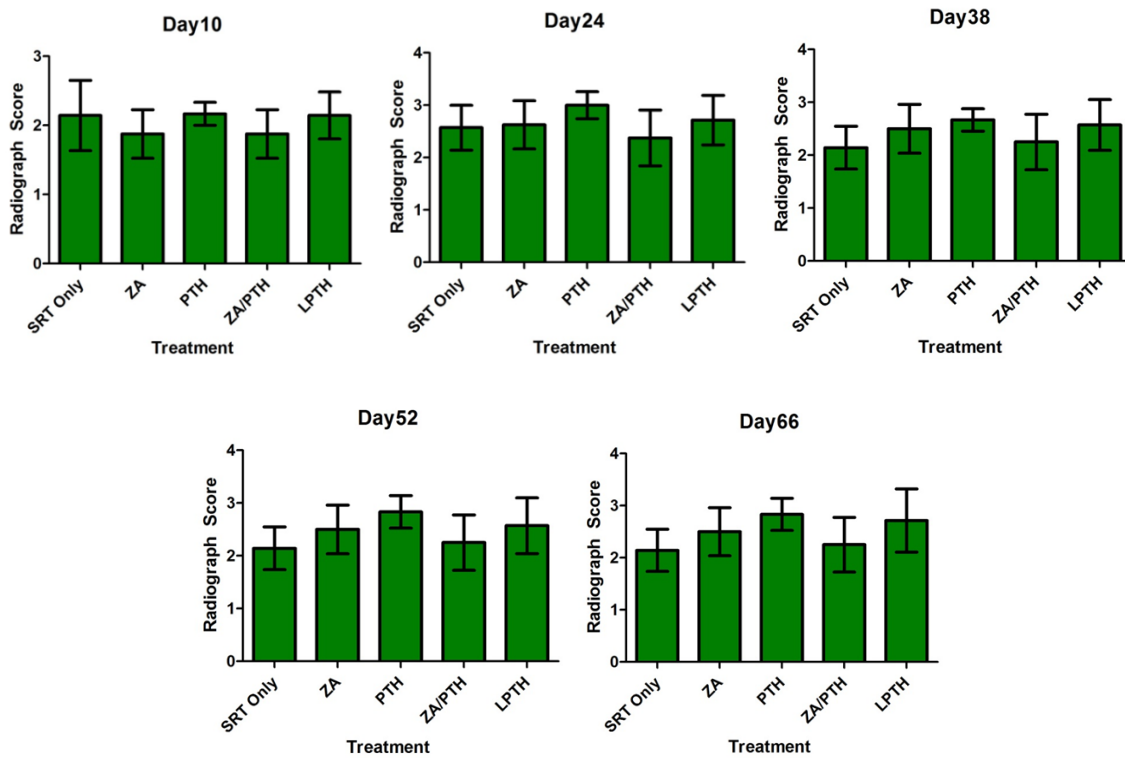 Day10
Radiograph Score
3
2
1
0
SRT Only
ZA
PTH
ZA/PTH
LPTH
Treatment
Day24
Radiograph Score
4
3
2
1
0
SRT Only
ZA
PTH
ZA/PTH
LPTH
Treatment
Day38
Radiograph Score
4
3
2
1
0
SRT Only
ZA
PTH
ZA/PTH
LPTH
Treatment
Day52
Radiograph Score
4
3
2
1
0
SRT Only
ZA
PTH
ZA/PTH
LPTH
Treatment
Day66
Radiograph Score
4
3
2
1
0
SRT Only
ZA
PTH
ZA/PTH
LPTH
Treatment